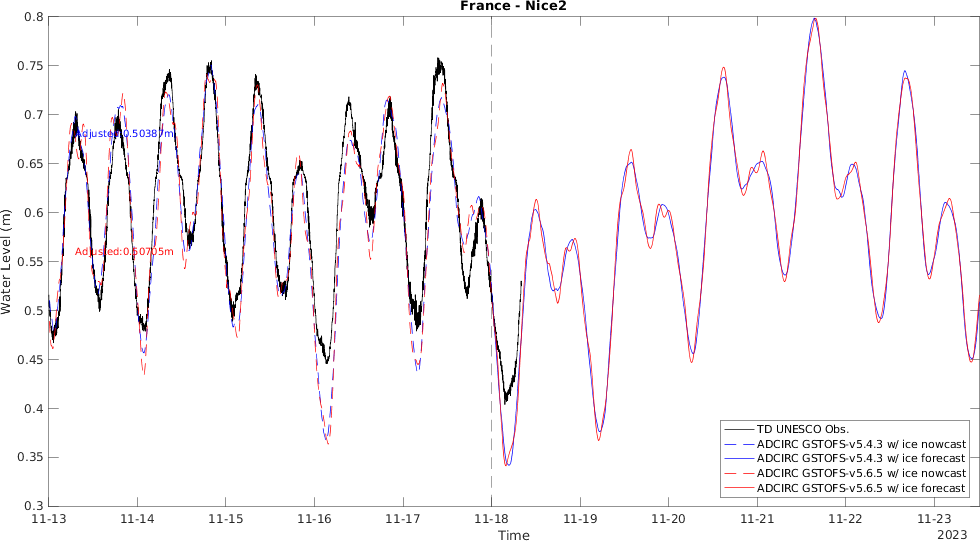 France - Nice2
0.8
0.75
0.7
0.65
0.6
0.55
0.5
0.45
0.4
0.35
0.3
Water Level (m)
Adjusted:0.50387m
Adjusted:0.50705m
TD UNESCO Obs.
ADCIRC GSTOFS-v5.4.3 w/ ice nowcast
ADCIRC GSTOFS-v5.4.3 w/ ice forecast
ADCIRC GSTOFS-v5.6.5 w/ ice nowcast
ADCIRC GSTOFS-v5.6.5 w/ ice forecast
11-13 11-14 11-15 11-16 11-17 11-18 11-19 11-20 11-21 11-22 11-23
Time
2023